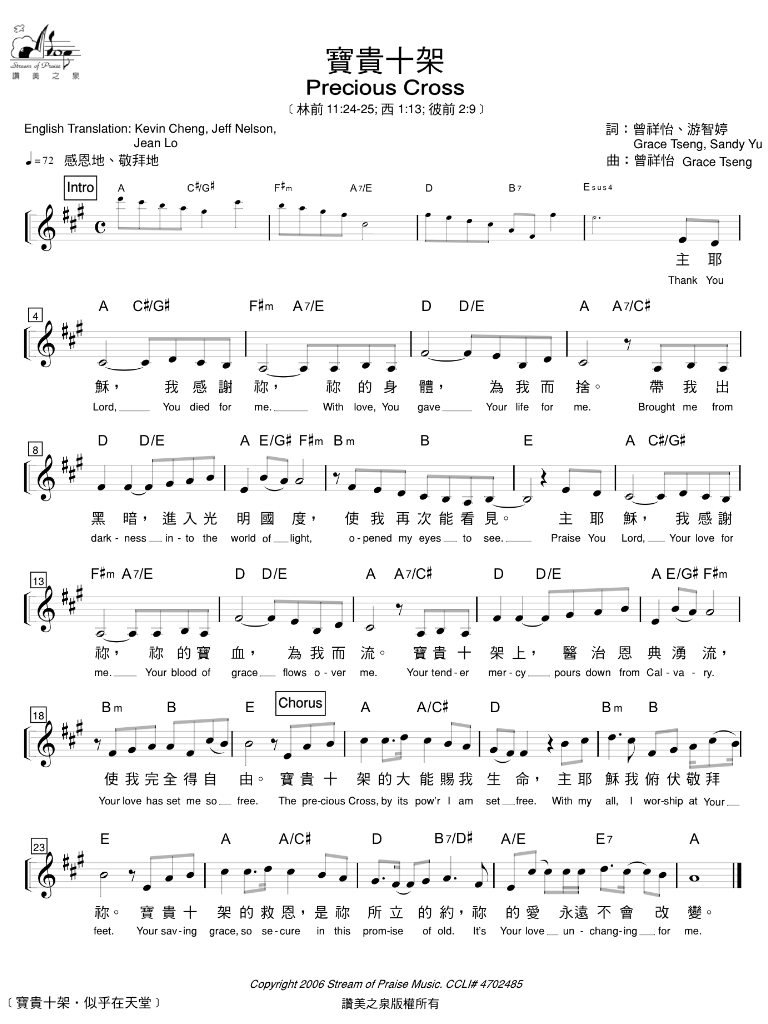 Stream of Praise
讚美之泉
寶貴十架
Precious Cross
﹝林前 11:24-25; 西 1:13; 彼前 2:9﹞
English Translation: Kevin Cheng, Jeff Nelson,
Jean Lo
詞：曾祥怡、游智婷
Grace Tseng, Sandy Yu
曲：曾祥怡 Grace Tseng
♩=72 感恩地、敬拜地
Intro
A C#/G# F#m A7/E D B7 Esus4
主 耶
Thank You
4
A C#/G# F#m A7/E D D/E A A7/C#
穌， 我 感 謝 祢， 祢 的 身 體， 為 我 而 捨。 帶 我 出
Lord, You died for me. With love, You gave Your life for me. Brought me from
8
D D/E A E/G# F#m Bm B E A C#/G#
黑 暗， 進 入 光 明 國 度， 使 我 再 次 能 看 見。 主 耶 穌， 我 感 謝
dark - ness in - to the world of light, o - pened my eyes to see. Praise You Lord, Your love for
13
F#m A7/E D D/E A A7/C# D D/E A E/G# F#m
祢， 祢 的 寶 血， 為 我 而 流。 寶 貴 十 架 上， 醫 治 恩 典 湧 流，
me. Your blood of grace flows o - ver me. Your tend - er mer - cy pours down from Cal - va - ry.
18
Chorus
Bm B E A A/C# D Bm B
使 我 完 全 得 自 由。 寶 貴 十 架 的 大 能 賜 我 生 命， 主 耶 穌 我 俯 伏 敬 拜
Your love has set me so free. The pre-cious Cross, by its pow'r I am set free. With my all, I wor-ship at Your
23
E A A/C# D B7/D# A/E E7 A
祢。 寶 貴 十 架 的 救 恩，是 祢 所 立 的 約，祢 的 愛 永 遠 不 會 改 變。
feet. Your sav - ing grace, so se - cure in this prom-ise of old. It's Your love un - chang-ing for me.
Copyright 2006 Stream of Praise Music. CCLI# 4702485
﹝寶貴十架．似乎在天堂﹞
讚美之泉版權所有